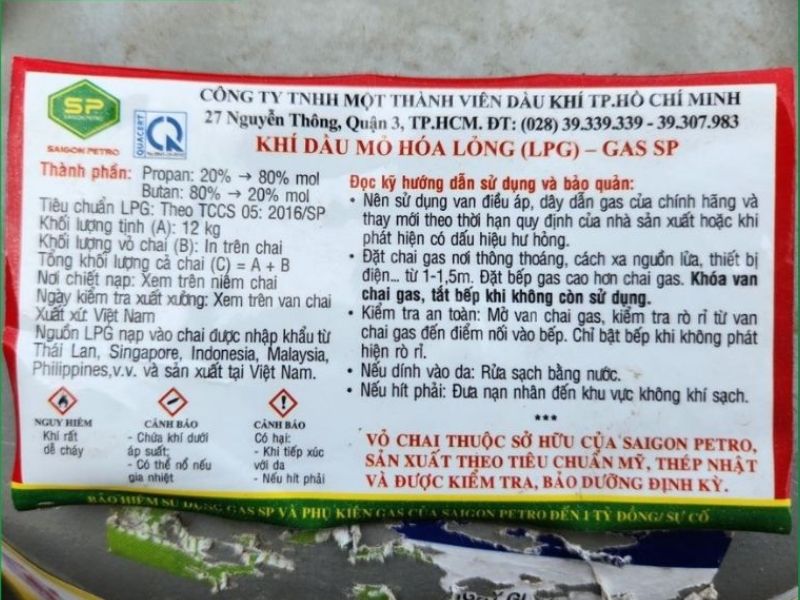 SP
SAIGON PETRO
SAIGON PETRO
QUACERT
CÔNG TY TNHH MỘT THÀNH VIÊN DẦU KHÍ TP.HỒ CHÍ MINH
27 Nguyễn Thông, Quận 3, TP.HCM. ĐT: (028) 39.339.339 - 39.307.983
KHÍ DẦU MỎ HÓA LỎNG (LPG) – GAS SP
Thành phần: Propan: 20% → 80% mol
Butan: 80% → 20% mol
Tiêu chuẩn LPG: Theo TCCS 05: 2016/SP
Khối lượng tịnh (A): 12 kg
Khối lượng vỏ chai (B): In trên chai
Tổng khối lượng cả chai (C) = A + B
Nơi chiết nạp: Xem trên niêm chai
Ngày kiểm tra xuất xưởng: Xem trên van chai
Xuất xứ: Việt Nam
Nguồn LPG nạp vào chai được nhập khẩu từ
Thái Lan, Singapore, Indonesia, Malaysia,
Philippines,v.v. và sản xuất tại Việt Nam.
NGUY HIỂM
Khí rất
dễ cháy
CẢNH BÁO
- Chứa khí dưới
áp suất;
- Có thể nổ nếu
gia nhiệt
CẢNH BÁO
Có hại:
- Khi tiếp xúc
với da
- Nếu hít phải
Đọc kỹ hướng dẫn sử dụng và bảo quản:
• Nên sử dụng van điều áp, dây dẫn gas của chính hãng và
thay mới theo thời hạn quy định của nhà sản xuất hoặc khi
phát hiện có dấu hiệu hư hỏng.
• Đặt chai gas nơi thông thoáng, cách xa nguồn lửa, thiết bị
điện... từ 1-1,5m. Đặt bếp gas cao hơn chai gas. Khóa van
chai gas, tắt bếp khi không còn sử dụng.
• Kiểm tra an toàn: Mở van chai gas, kiểm tra rò rỉ từ van
chai gas đến điểm nối vào bếp. Chỉ bật bếp khi không phát
hiện rò rỉ.
• Nếu dính vào da: Rửa sạch bằng nước.
• Nếu hít phải: Đưa nạn nhân đến khu vực không khí sạch.
***
VỎ CHAI THUỘC SỞ HỮU CỦA SAIGON PETRO,
SẢN XUẤT THEO TIÊU CHUẨN MỸ, THÉP NHẬT
VÀ ĐƯỢC KIỂM TRA, BẢO DƯỠNG ĐỊNH KỲ.
BẢO HIỂM SỬ DỤNG GAS SP VÀ PHỤ KIỆN GAS CỦA SAIGON PETRO ĐẾN 1 TỶ ĐỒNG/ SỰ CỐ